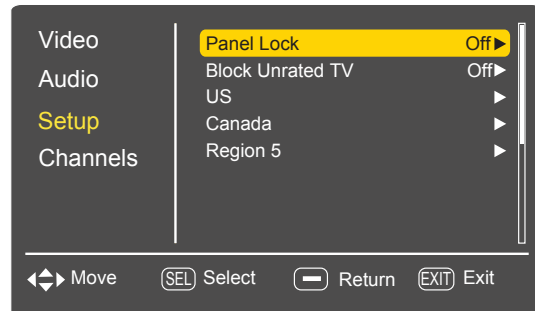 Video
Audio
Setup
Channels
Panel Lock Off
Block Unrated TV Off
US
Canada
Region 5
Move SEL Select Return EXIT Exit